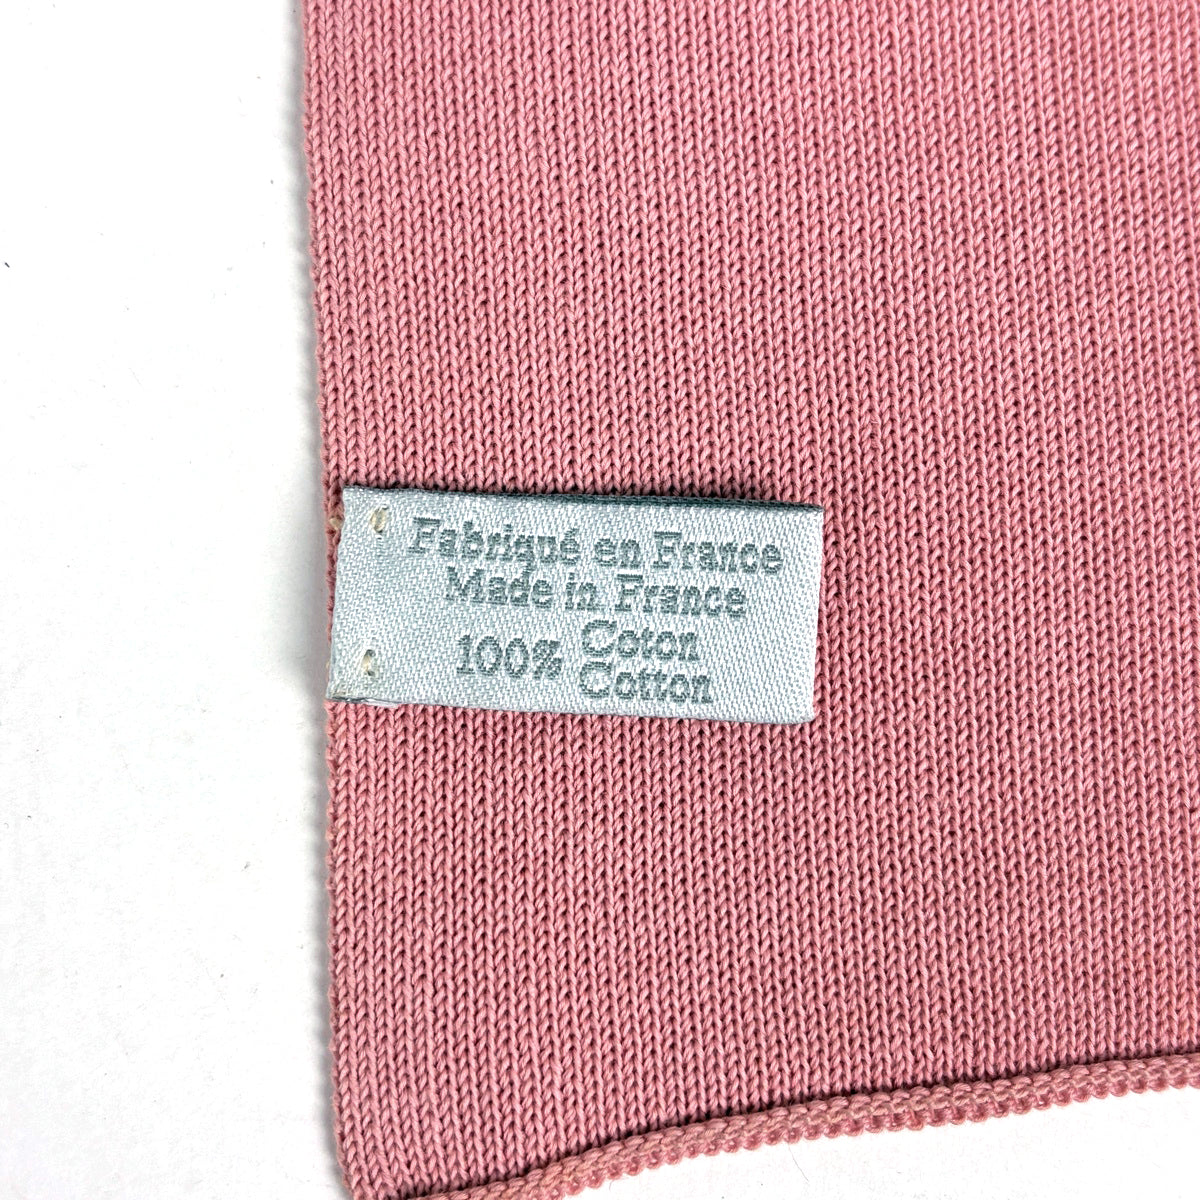 Fabriqué en France
Made in France
100% Coton
Cotton